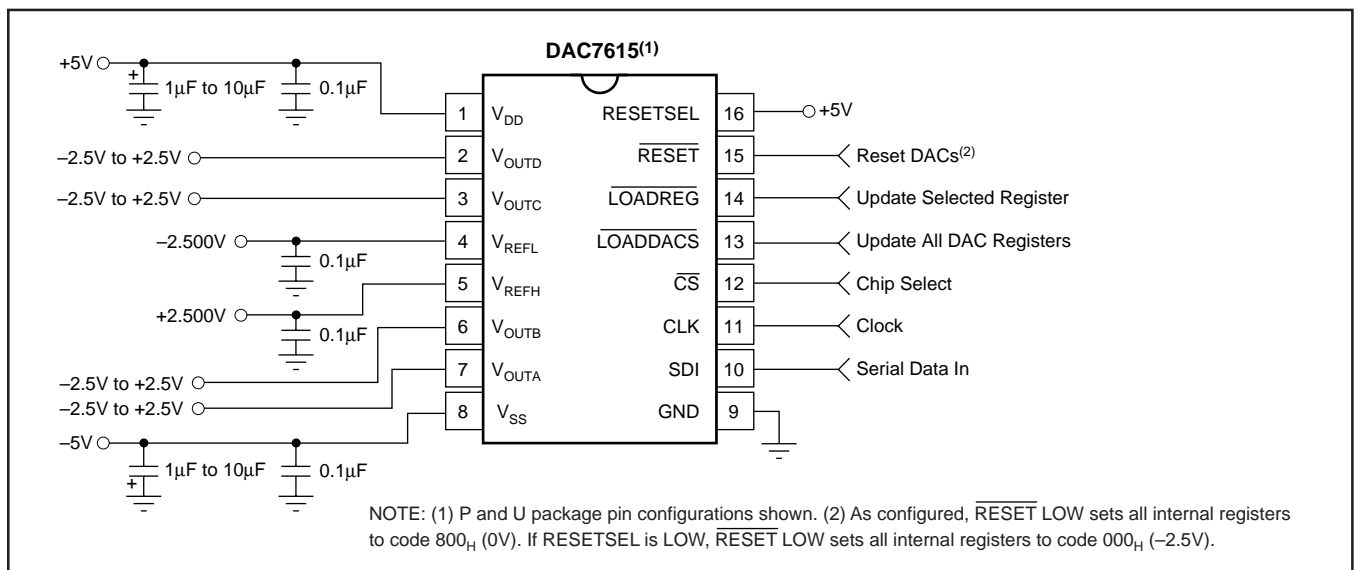 DAC7615(1)
+5V
+
1µF to 10µF
0.1µF
–2.5V to +2.5V
–2.5V to +2.5V
–2.500V
0.1µF
+2.500V
0.1µF
–2.5V to +2.5V
–2.5V to +2.5V
–5V
1µF to 10µF
+
0.1µF
1 VDD
2 VOUTD
3 VOUTC
4 VREFL
5 VREFH
6 VOUTB
7 VOUTA
8 VSS
RESETSEL 16 +5V
RESET 15 Reset DACs(2)
LOADREG 14 Update Selected Register
LOADDACS 13 Update All DAC Registers
CS 12 Chip Select
CLK 11 Clock
SDI 10 Serial Data In
GND 9
NOTE: (1) P and U package pin configurations shown. (2) As configured, RESET LOW sets all internal registers
to code 800H (0V). If RESETSEL is LOW, RESET LOW sets all internal registers to code 000H (–2.5V).